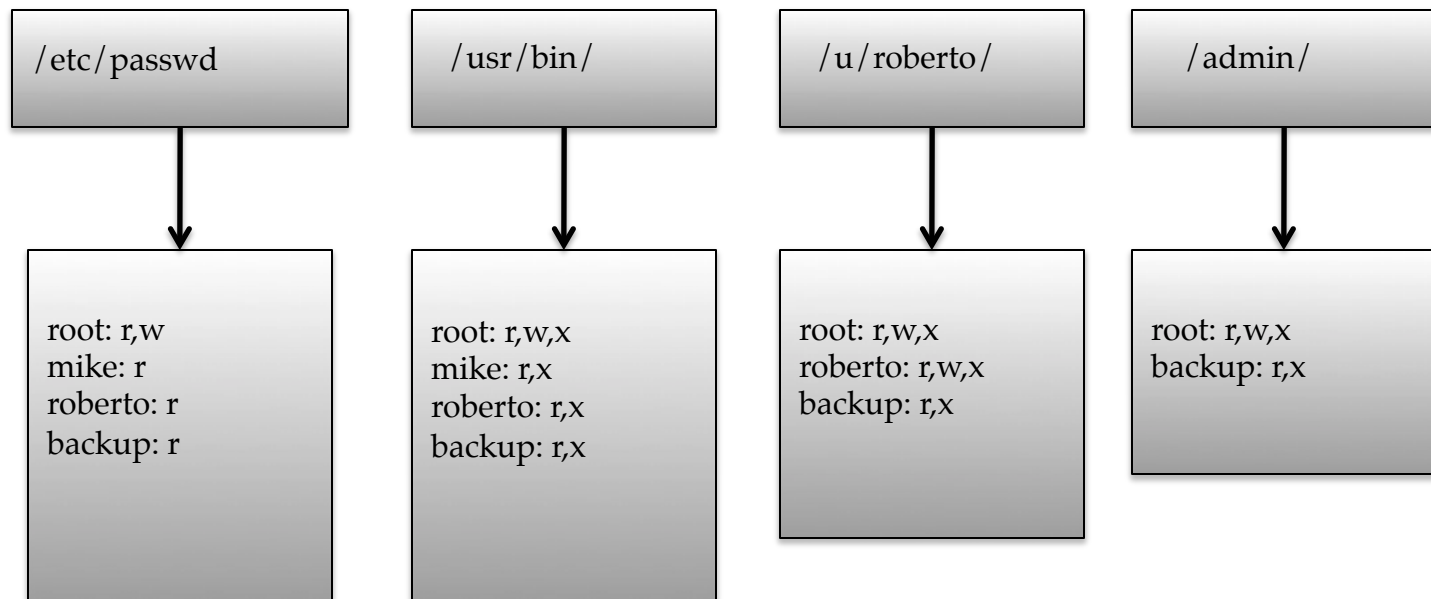 /etc/passwd
/usr/bin/
/u/roberto/
/admin/
root: r,w
mike: r
roberto: r
backup: r
root: r,w,x
mike: r,x
roberto: r,x
backup: r,x
root: r,w,x
roberto: r,w,x
backup: r,x
root: r,w,x
backup: r,x